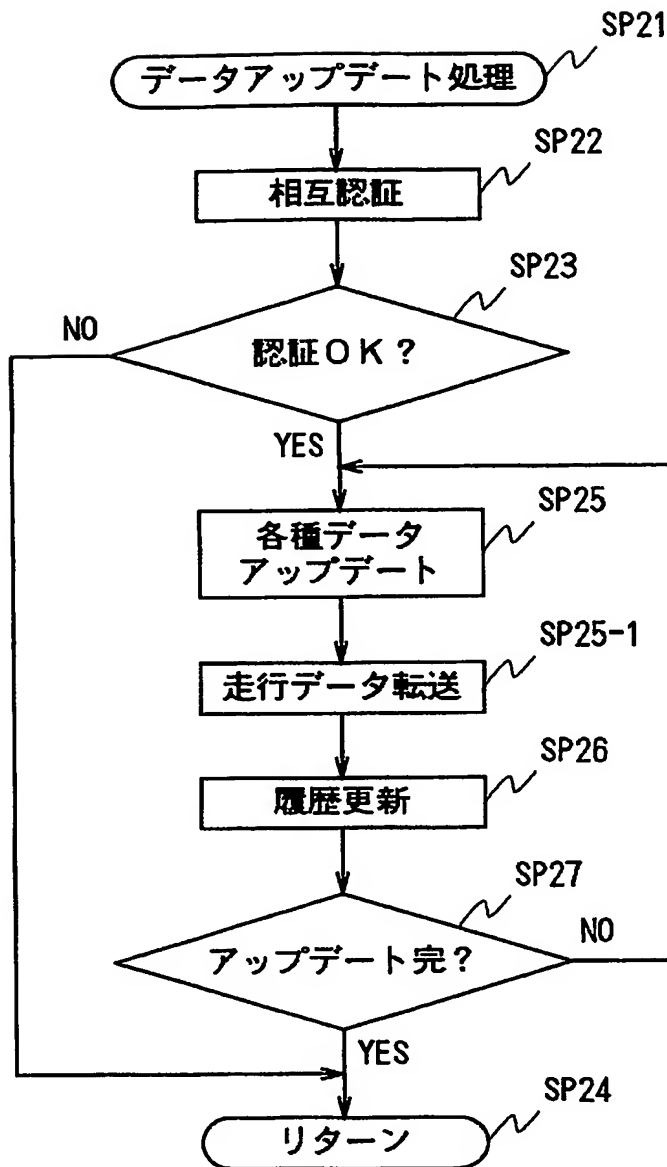 SP21
データアップデート処理
SP22
相互認証
SP23
NO
認証OK?
YES
SP25
各種データ
アップデート
SP25-1
走行データ転送
SP26
履歴更新
SP27
アップデート完?
NO
YES
SP24
リターン